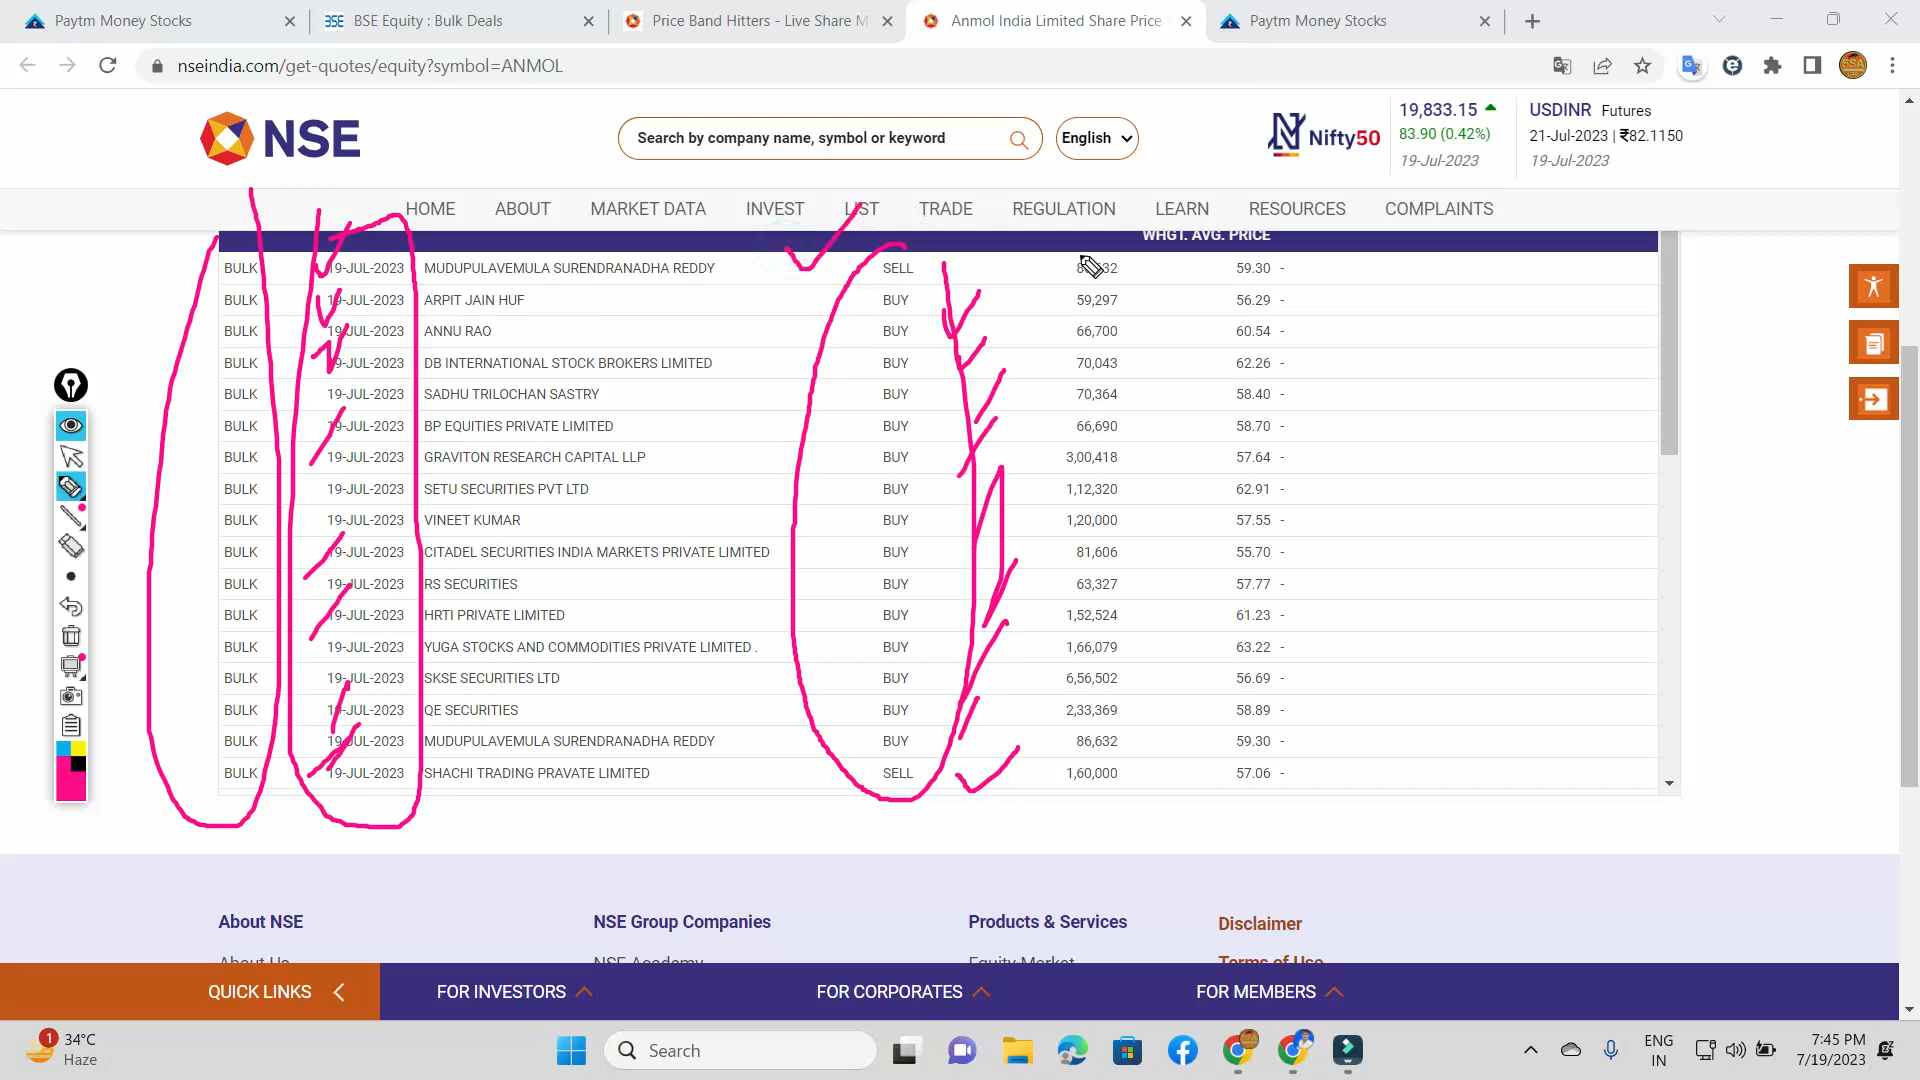 Paytm Money Stocks
BSE Equity : Bulk Deals
Price Band Hitters - Live Share M
Anmol India Limited Share Price
Paytm Money Stocks
nseindia.com/get-quotes/equity?symbol=ANMOL
SSA
NSE
Search by company name, symbol or keyword
English
Nifty50
19,833.15
83.90 (0.42%)
19-Jul-2023
USDINR Futures
21-Jul-2023 | ₹82.1150
19-Jul-2023
HOME ABOUT MARKET DATA INVEST LIST TRADE REGULATION LEARN RESOURCES COMPLAINTS
WHGT. AVG. PRICE
BULK 19-JUL-2023 MUDUPULAVEMULA SURENDRANADHA REDDY SELL 59.30 -
BULK 19-JUL-2023 ARPIT JAIN HUF BUY 59,297 56.29 -
BULK 19-JUL-2023 ANNU RAO BUY 66,700 60.54 -
BULK 19-JUL-2023 DB INTERNATIONAL STOCK BROKERS LIMITED BUY 70,043 62.26 -
BULK 19-JUL-2023 SADHU TRILOCHAN SASTRY BUY 70,364 58.40 -
BULK 19-JUL-2023 BP EQUITIES PRIVATE LIMITED BUY 66,690 58.70 -
BULK 19-JUL-2023 GRAVITON RESEARCH CAPITAL LLP BUY 3,00,418 57.64 -
BULK 19-JUL-2023 SETU SECURITIES PVT LTD BUY 1,12,320 62.91 -
BULK 19-JUL-2023 VINEET KUMAR BUY 1,20,000 57.55 -
BULK 19-JUL-2023 CITADEL SECURITIES INDIA MARKETS PRIVATE LIMITED BUY 81,606 55.70 -
BULK 19-JUL-2023 RS SECURITIES BUY 63,327 57.77 -
BULK 19-JUL-2023 HRTI PRIVATE LIMITED BUY 1,52,524 61.23 -
BULK 19-JUL-2023 YUGA STOCKS AND COMMODITIES PRIVATE LIMITED . BUY 1,66,079 63.22 -
BULK 19-JUL-2023 SKSE SECURITIES LTD BUY 6,56,502 56.69 -
BULK 19-JUL-2023 QE SECURITIES BUY 2,33,369 58.89 -
BULK 19-JUL-2023 MUDUPULAVEMULA SURENDRANADHA REDDY BUY 86,632 59.30 -
BULK 19-JUL-2023 SHACHI TRADING PRAVATE LIMITED SELL 1,60,000 57.06 -
About NSE NSE Group Companies Products & Services Disclaimer
About Us NSE Academy Equity Market Terms of Use
QUICK LINKS FOR INVESTORS FOR CORPORATES FOR MEMBERS
1
34°C
Haze
Search
ENG
IN
7:45 PM
7/19/2023